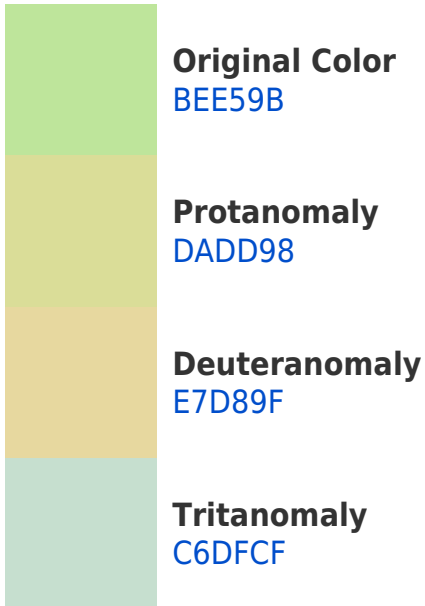 Original Color
BEE59B
Protanomaly
DADD98
Deuteranomaly
E7D89F
Tritanomaly
C6DFCF